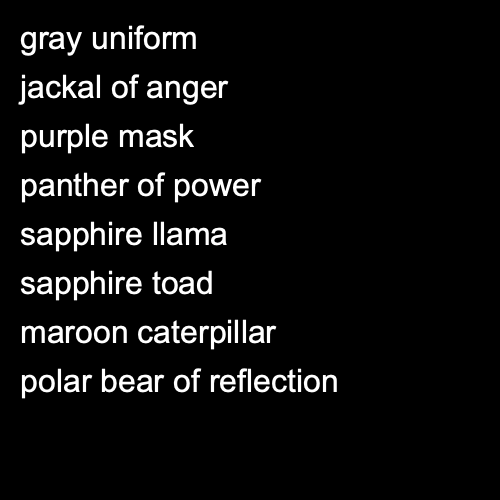 gray uniform
jackal of anger
purple mask
panther of power
sapphire llama
sapphire toad
maroon caterpillar
polar bear of reflection